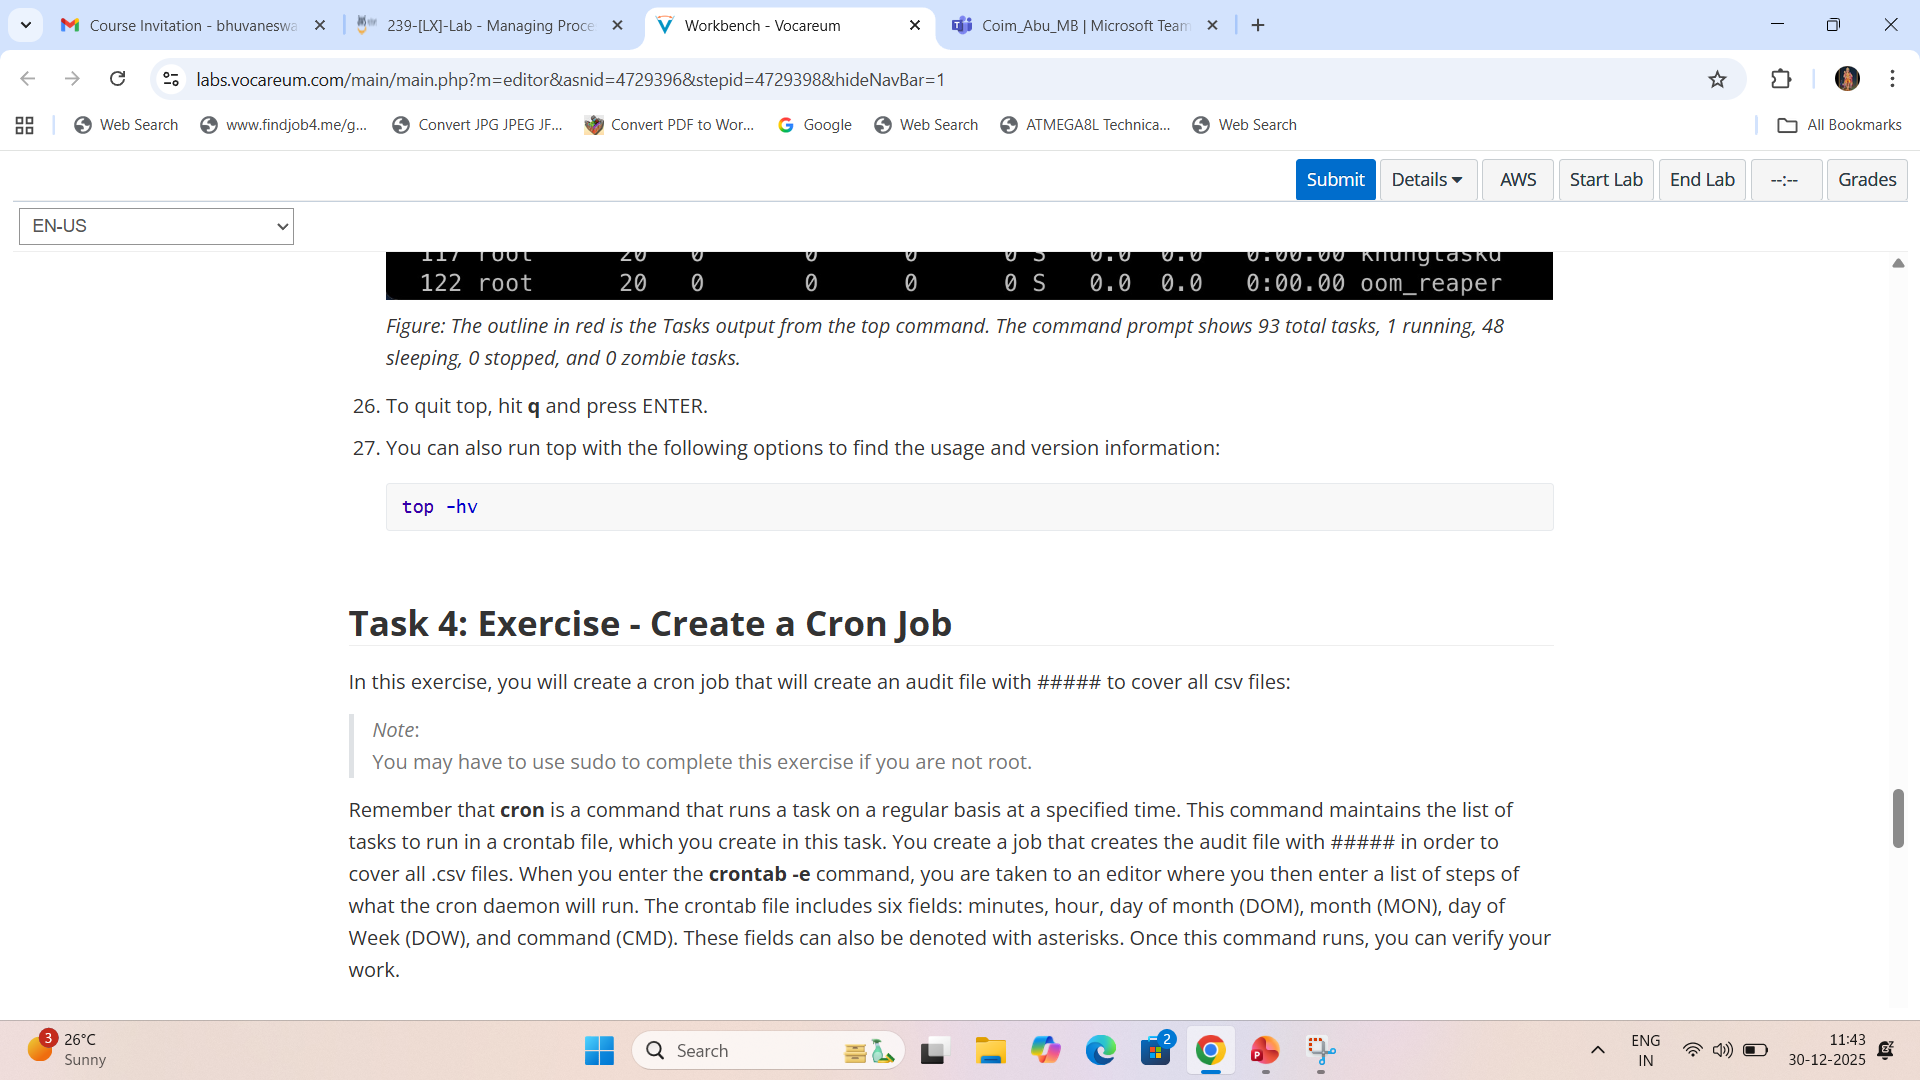 Course Invitation - bhuvaneswa
239-[LX]-Lab - Managing Proce
Workbench - Vocareum
Coim_Abu_MB | Microsoft Team
labs.vocareum.com/main/main.php?m=editor&asnid=4729396&stepid=4729398&hideNavBar=1
Web Search
www.findjob4.me/g...
Convert JPG JPEG JF...
Convert PDF to Wor...
Google
Web Search
ATMEGA8L Technica...
Web Search
All Bookmarks
Submit
Details
AWS
Start Lab
End Lab
--:--
Grades
EN-US
117 root 20 0 0 0 0 S 0.0 0.0 0:00.00 khungtaskd
122 root 20 0 0 0 0 S 0.0 0.0 0:00.00 oom_reaper
Figure: The outline in red is the Tasks output from the top command. The command prompt shows 93 total tasks, 1 running, 48
sleeping, 0 stopped, and 0 zombie tasks.
26. To quit top, hit q and press ENTER.
27. You can also run top with the following options to find the usage and version information:
top -hv
Task 4: Exercise - Create a Cron Job
In this exercise, you will create a cron job that will create an audit file with ##### to cover all csv files:
Note:
You may have to use sudo to complete this exercise if you are not root.
Remember that cron is a command that runs a task on a regular basis at a specified time. This command maintains the list of
tasks to run in a crontab file, which you create in this task. You create a job that creates the audit file with ##### in order to
cover all .csv files. When you enter the crontab -e command, you are taken to an editor where you then enter a list of steps of
what the cron daemon will run. The crontab file includes six fields: minutes, hour, day of month (DOM), month (MON), day of
Week (DOW), and command (CMD). These fields can also be denoted with asterisks. Once this command runs, you can verify your
work.
3
26°C
Sunny
Search
2
ENG
IN
11:43
30-12-2025